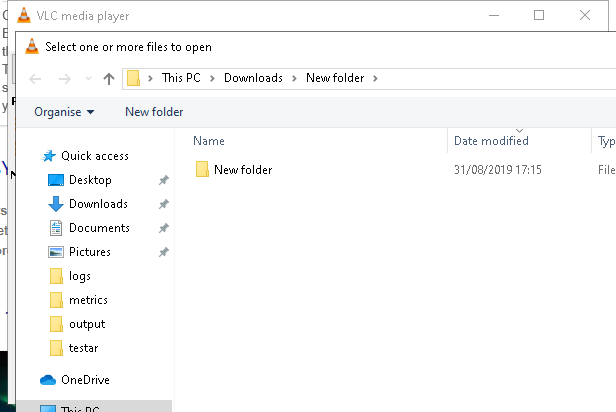 VLC media player
Select one or more files to open
This PC > Downloads > New folder >
Organise New folder
Name Date modified Typ
Quick access
New folder 31/08/2019 17:15 File
Desktop
Downloads
Documents
Pictures
logs
metrics
output
testar
OneDrive
This PC